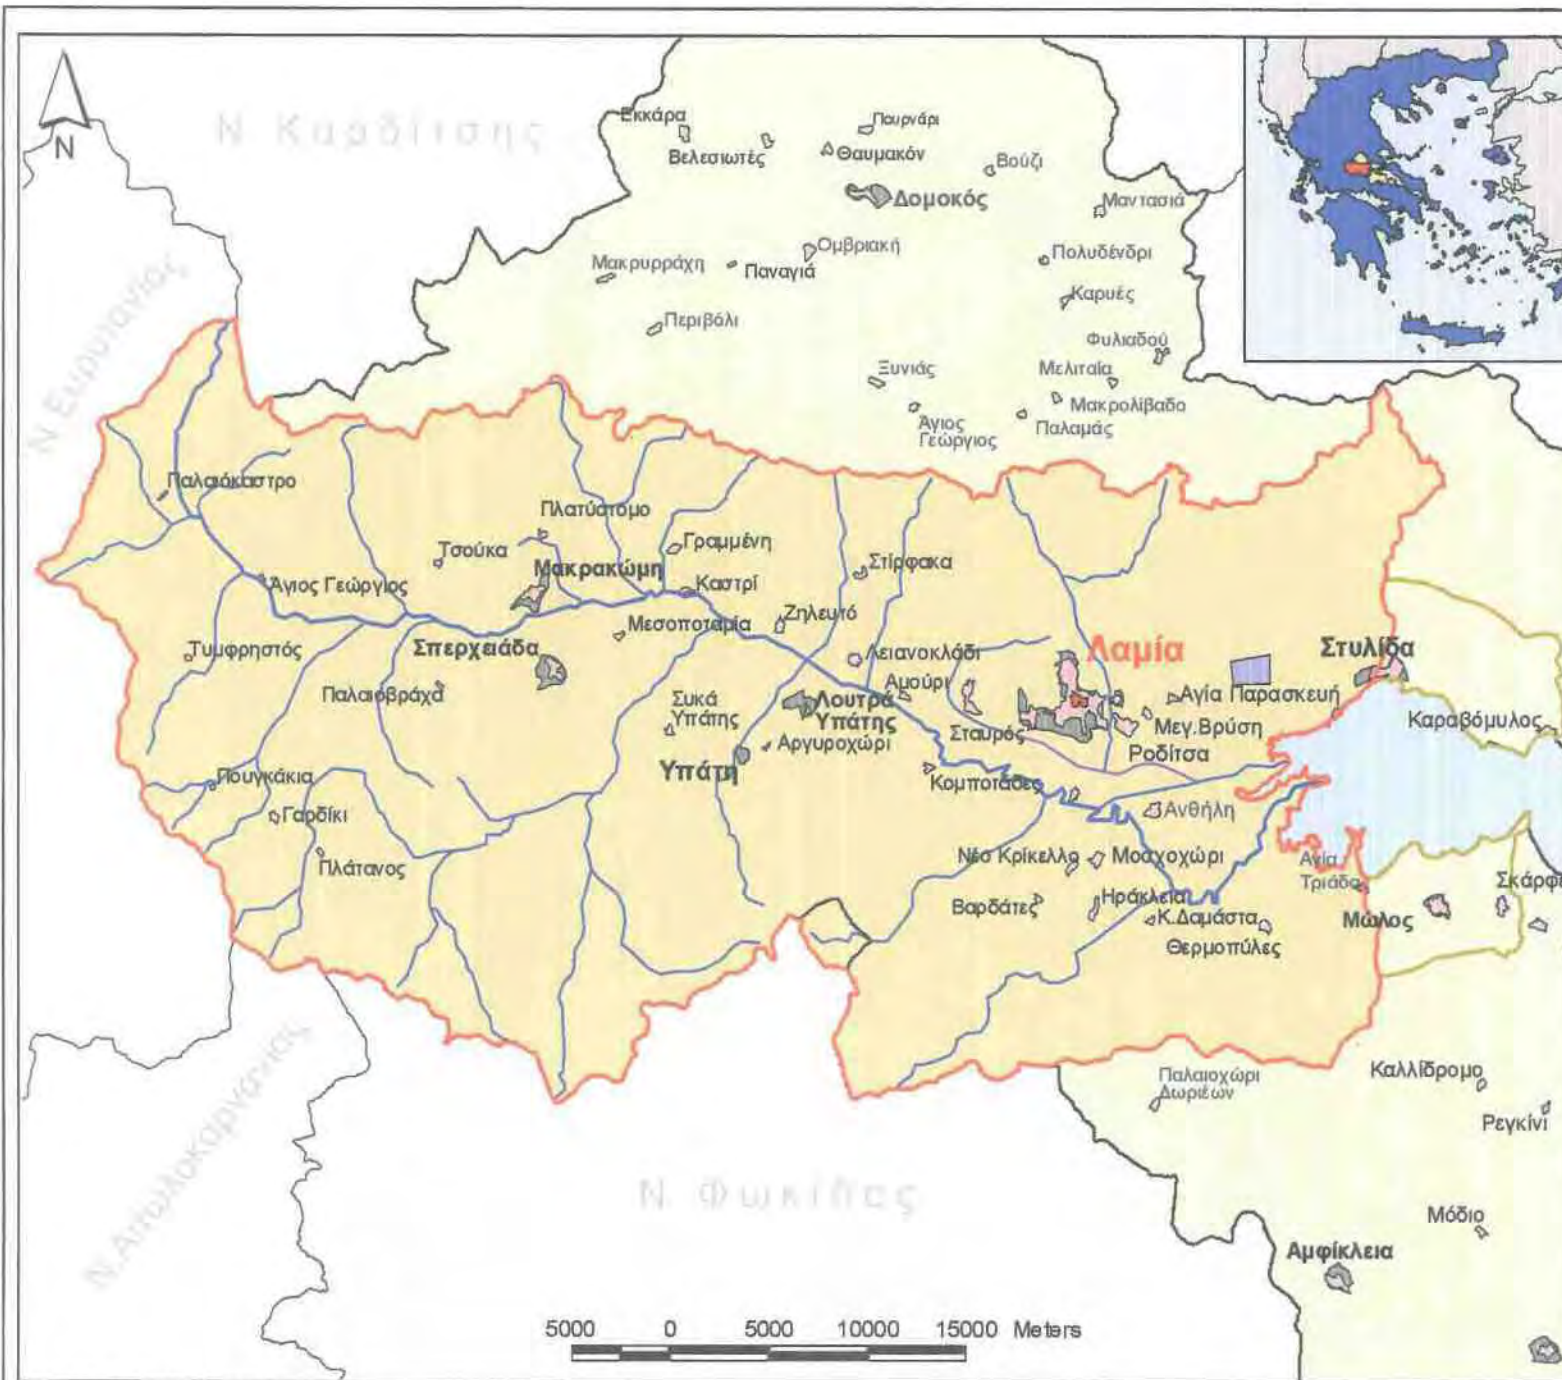 N
Ν Καρδίτσης
Εκκάρα
Βελεσιωτές
Πουρνάρι
Θαυμακόν
Βούζι
Δομοκός
Μαντασιά
Ομβριακή
Μακρυρράχη
Παναγιά
Πολυδένδρι
Καρυές
Περιβόλι
Φυλιαδού
Ν Ευρυτανίας
Ξυνιάς
Μελιταία
Μακρολίβαδο
Άγιος
Γεώργιος
Παλαμάς
Παλαιόκαστρο
Πλατύστομο
Τσούκα
Γραμμένη
Μακρακώμη
Στίρφακα
Άγιος Γεώργιος
Καστρί
Ζηλευτό
Μεσοποταμία
Τυμφρηστός
Σπερχειάδα
Λειανοκλάδι
Λαμία
Στυλίδα
Παλαιοβράχα
Αμούρι
Αγία Παρασκευή
Συκά
Υπάτης
Λουτρά
Υπάτης
Σταυρός
Μεγ.Βρύση
Καραβόμυλος
Αργυροχώρι
Ροδίτσα
Υπάτη
Πουγκάκια
Κομποτάδες
Γαρδίκι
Ανθήλη
Πλάτανος
Νέο Κρίκελλο
Μοσχοχώρι
Αγία
Τριάδα
Σκάρφε
Βαρδάτες
Ηράκλεια
Κ.Δαμάστα
Μώλος
Θερμοπύλες
Ν.Αιτωλοακαρνανίας
Παλαιοχώρι
Δωριέων
Καλλίδρομο
Ρεγκίνι
Ν Φωκίδας
Μόδιο
Αμφίκλεια
5000 0 5000 10000 15000 Meters